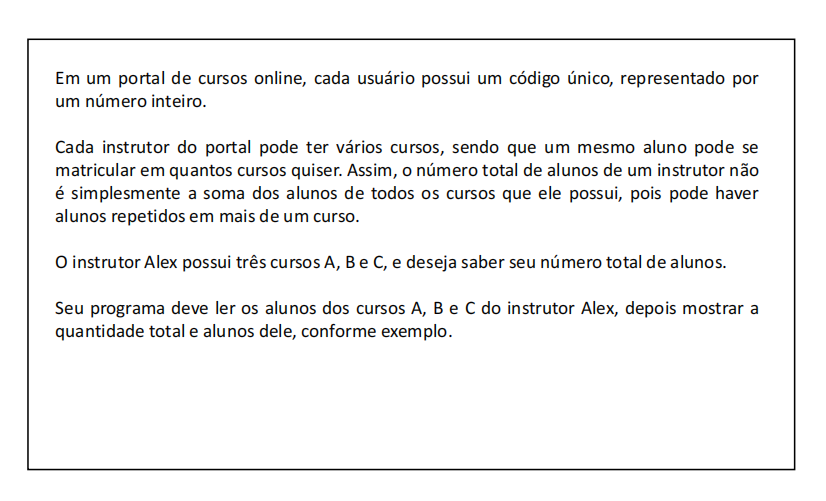 Em um portal de cursos online, cada usuário possui um código único, representado por
um número inteiro.
Cada instrutor do portal pode ter vários cursos, sendo que um mesmo aluno pode se
matricular em quantos cursos quiser. Assim, o número total de alunos de um instrutor não
é simplesmente a soma dos alunos de todos os cursos que ele possui, pois pode haver
alunos repetidos em mais de um curso.
O instrutor Alex possui três cursos A, B e C, e deseja saber seu número total de alunos.
Seu programa deve ler os alunos dos cursos A, B e C do instrutor Alex, depois mostrar a
quantidade total e alunos dele, conforme exemplo.